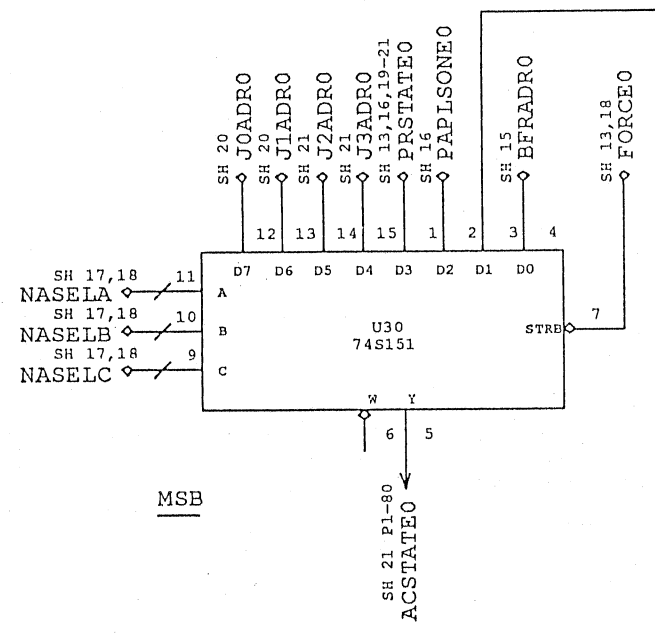 SH 20
J0ADR0
SH 20
J1ADR0
SH 21
J2ADR0
SH 21
J3ADR0
SH 13,16,19-21
PRSTATE0
SH 16
PAPLSONE0
SH 15
BFRADR0
SH 13,18
FORCE0
12 13 14 15 1 2 3 4
D7 D6 D5 D4 D3 D2 D1 D0
SH 17,18
NASELA
11
A
SH 17,18
NASELB
10
B
SH 17,18
NASELC
9
C
U30
74S151
STRB
7
W Y
6 5
MSB
SH 21 P1-80
ACSTATE0